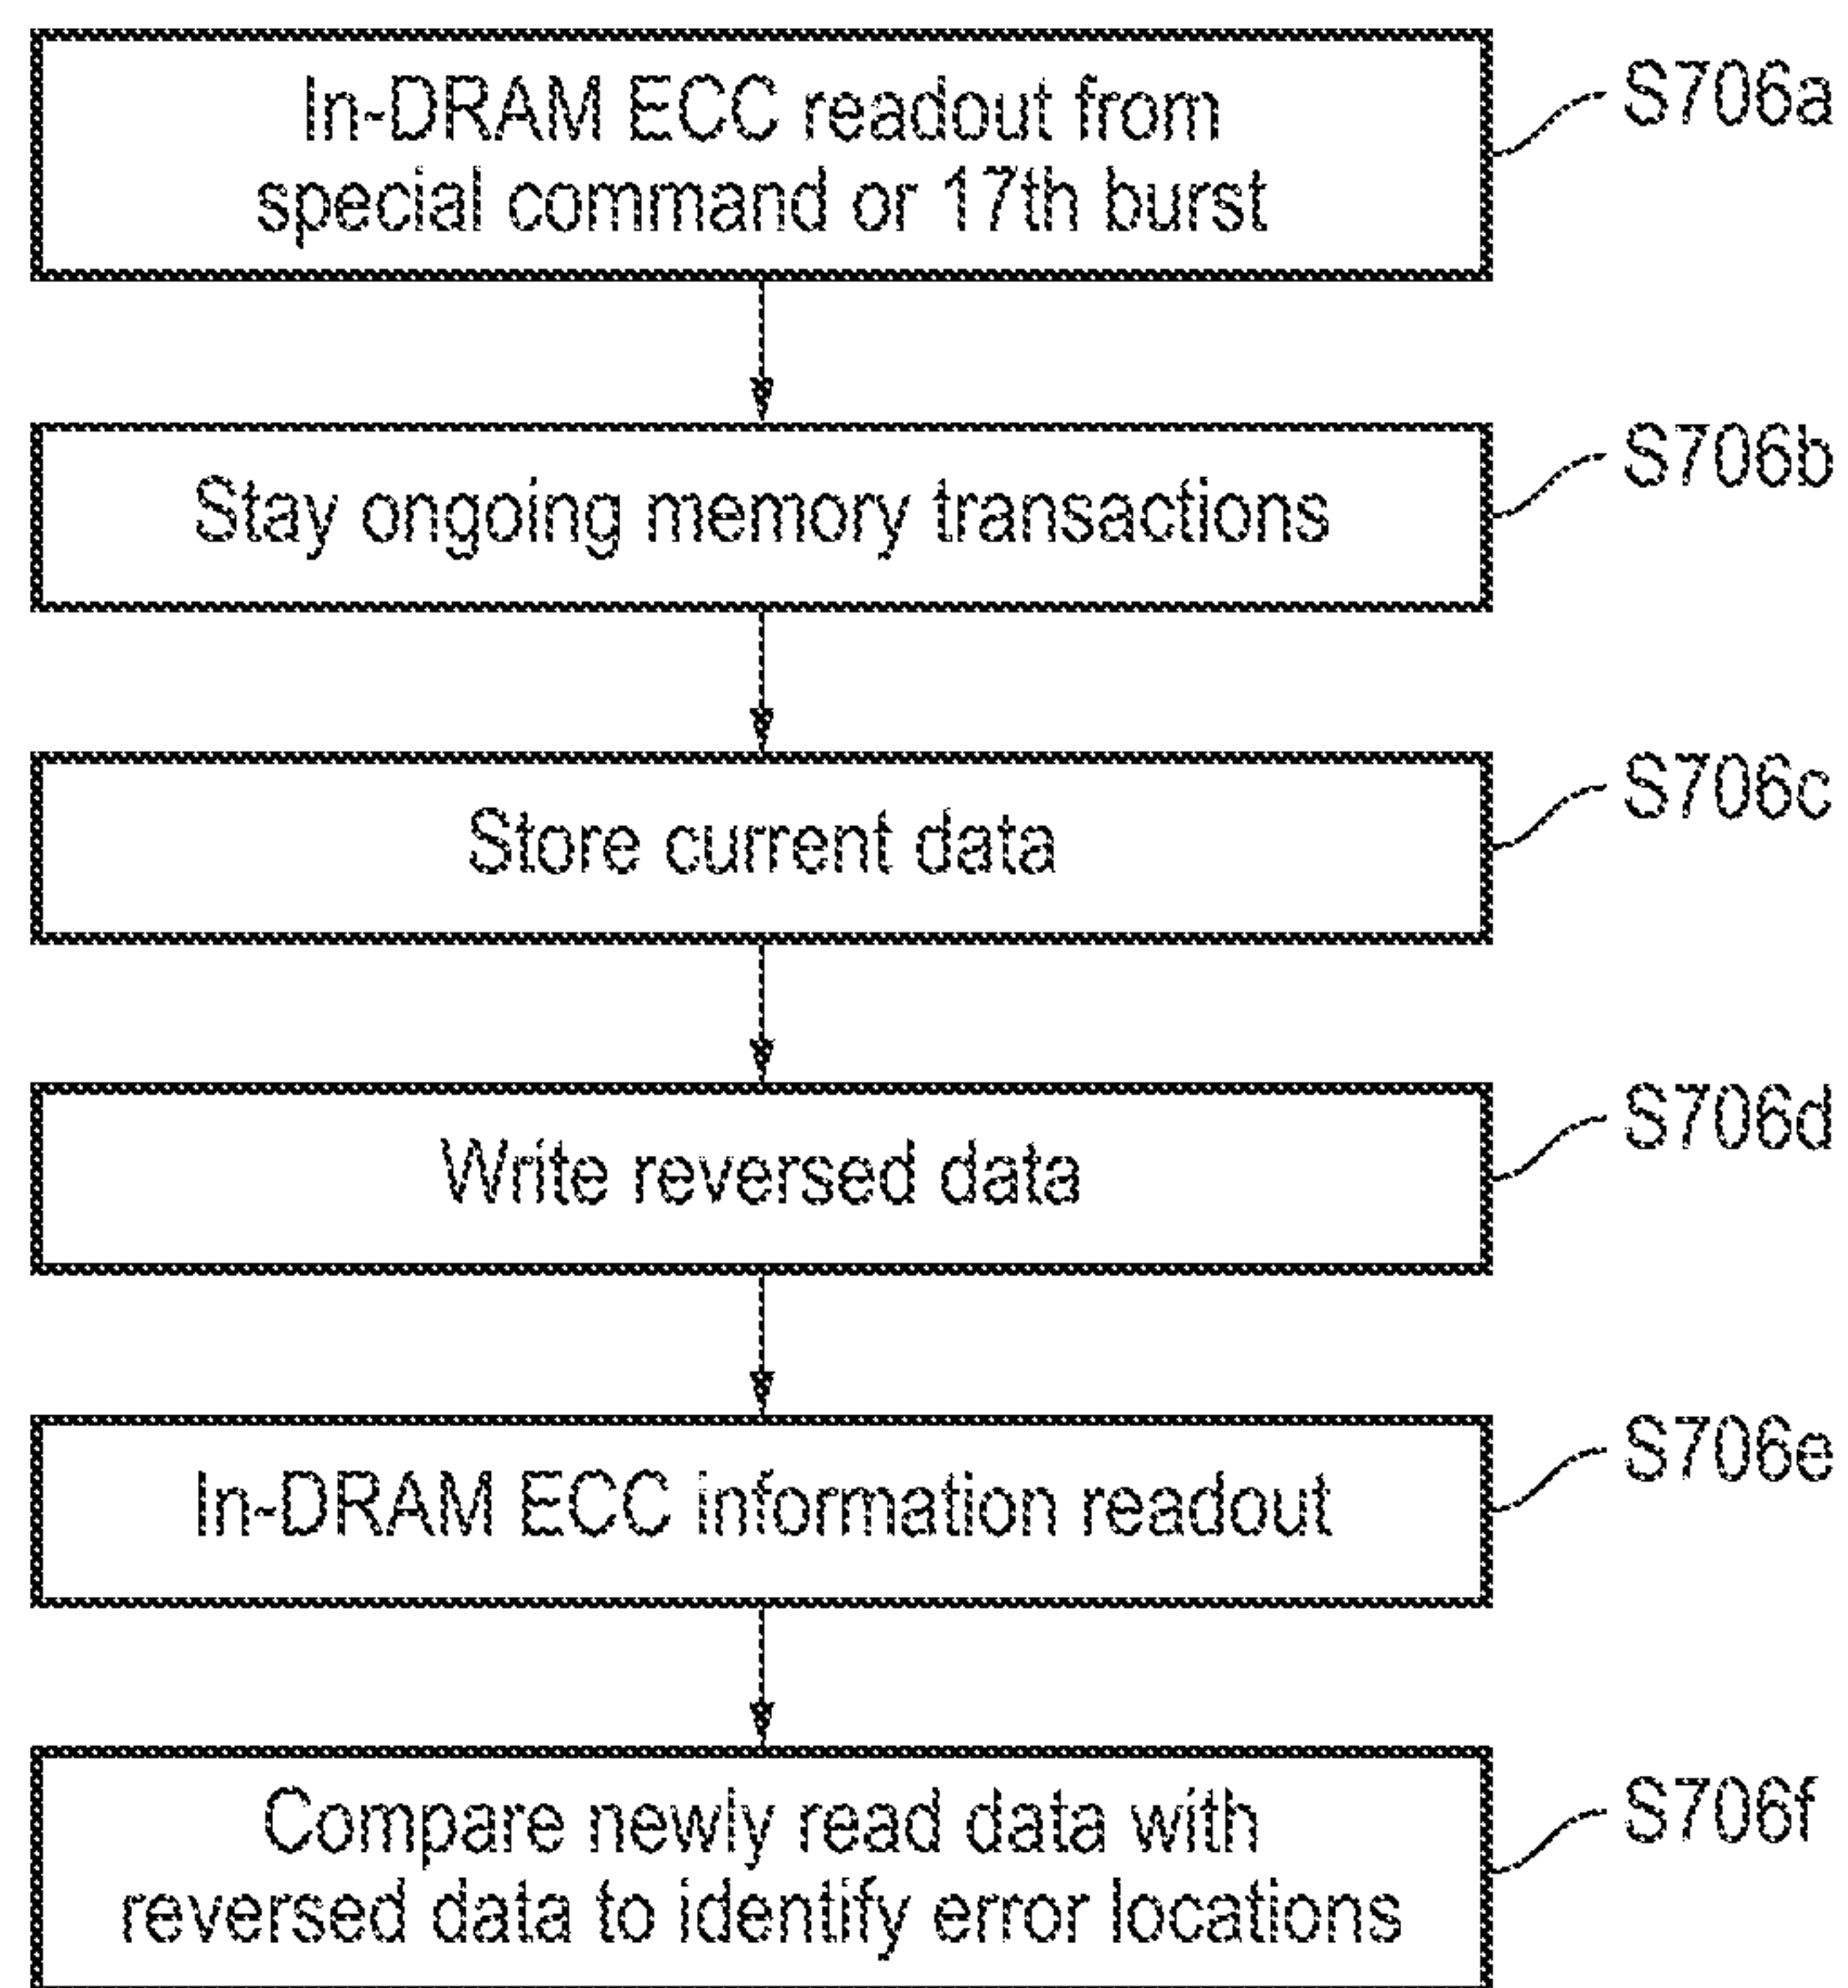 In-DRAM ECC readout from
special command or 17th burst
S706a
Stay ongoing memory transactions
S706b
Store current data
S706c
Write reversed data
S706d
In-DRAM ECC information readout
S706e
Compare newly read data with
reversed data to identify error locations
S706f